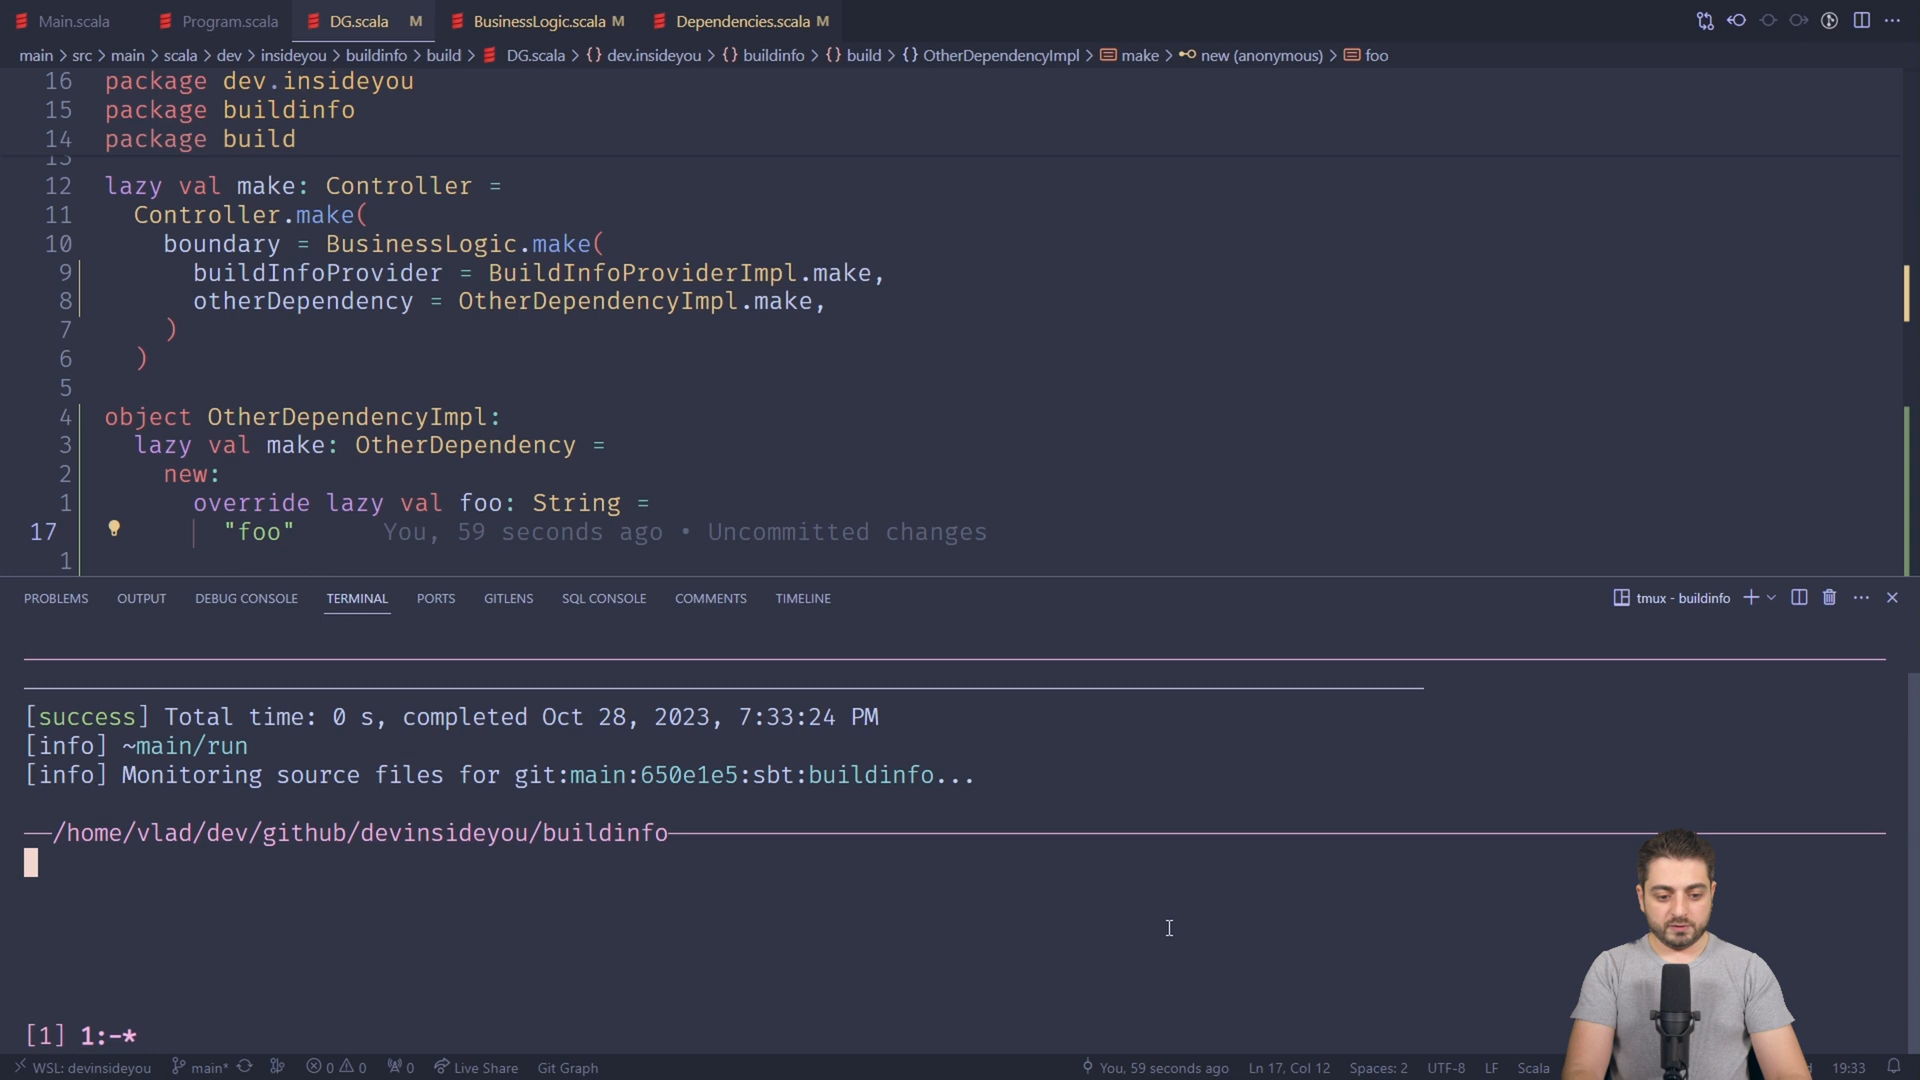 Main.scala Program.scala DG.scala M BusinessLogic.scala M Dependencies.scala M
main > src > main > scala > dev > insideyou > buildinfo > build > DG.scala > {} dev.insideyou > {} buildinfo > {} build > {} OtherDependencyImpl > make > new (anonymous) > foo
16 package dev.insideyou
15 package buildinfo
14 package build
13
12 lazy val make: Controller =
11 Controller.make(
10 boundary = BusinessLogic.make(
9 buildInfoProvider = BuildInfoProviderImpl.make,
8 otherDependency = OtherDependencyImpl.make,
7 )
6 )
5
4 object OtherDependencyImpl:
3 lazy val make: OtherDependency =
2 new:
1 override lazy val foo: String =
17 "foo" You, 59 seconds ago • Uncommitted changes
1
PROBLEMS OUTPUT DEBUG CONSOLE TERMINAL PORTS GITLENS SQL CONSOLE COMMENTS TIMELINE tmux - buildinfo
[success] Total time: 0 s, completed Oct 28, 2023, 7:33:24 PM
[info] ~main/run
[info] Monitoring source files for git:main:650e1e5:sbt:buildinfo...
/home/vlad/dev/github/devinsideyou/buildinfo
[1] 1:-*
WSL: devinsideyou main* 0 0 0 Live Share Git Graph You, 59 seconds ago Ln 17, Col 12 Spaces: 2 UTF-8 LF Scala 19:33